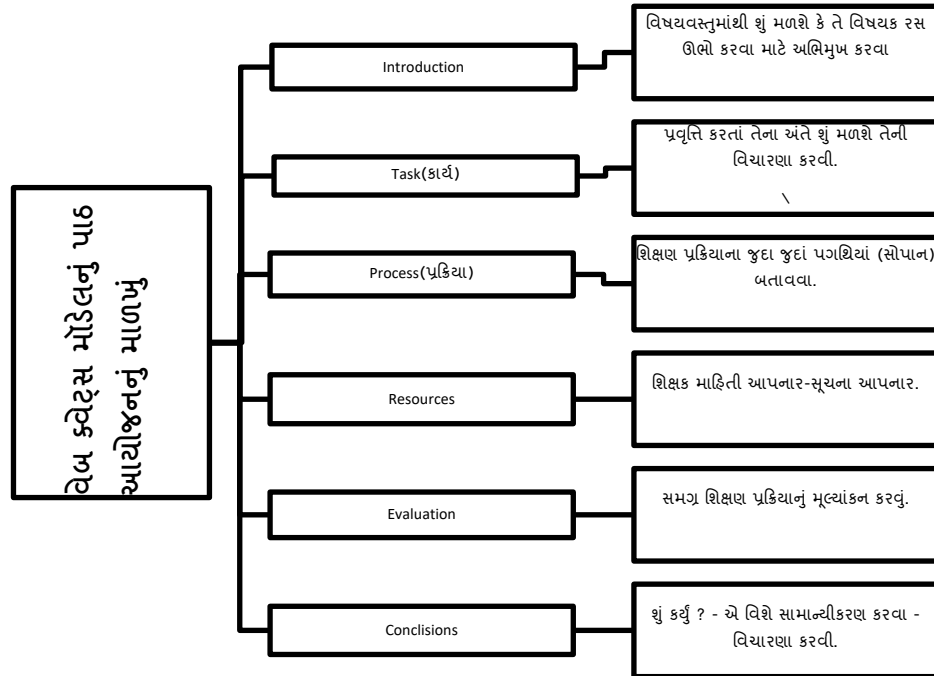 વેબ ક્વેટ્સ મૉડેલનું પાઠ
આયોજનનું માળખું
Introduction
વિષયવસ્તુમાંથી શું મળશે કે તે વિષયક રસ
ઊભો કરવા માટે અભિમુખ કરવા
Task(કાર્ય)
પ્રવૃત્તિ કરતાં તેના અંતે શું મળશે તેની
વિચારણા કરવી.
\
Process(પ્રક્રિયા)
શિક્ષણ પ્રક્રિયાના જુદા જુદાં પગથિયાં (સોપાન)
બતાવવા.
Resources
શિક્ષક માહિતી આપનાર-સૂચના આપનાર.
Evaluation
સમગ્ર શિક્ષણ પ્રક્રિયાનું મૂલ્યાંકન કરવું.
Conclisions
શું કર્યું ? - એ વિશે સામાન્યીકરણ કરવા -
વિચારણા કરવી.